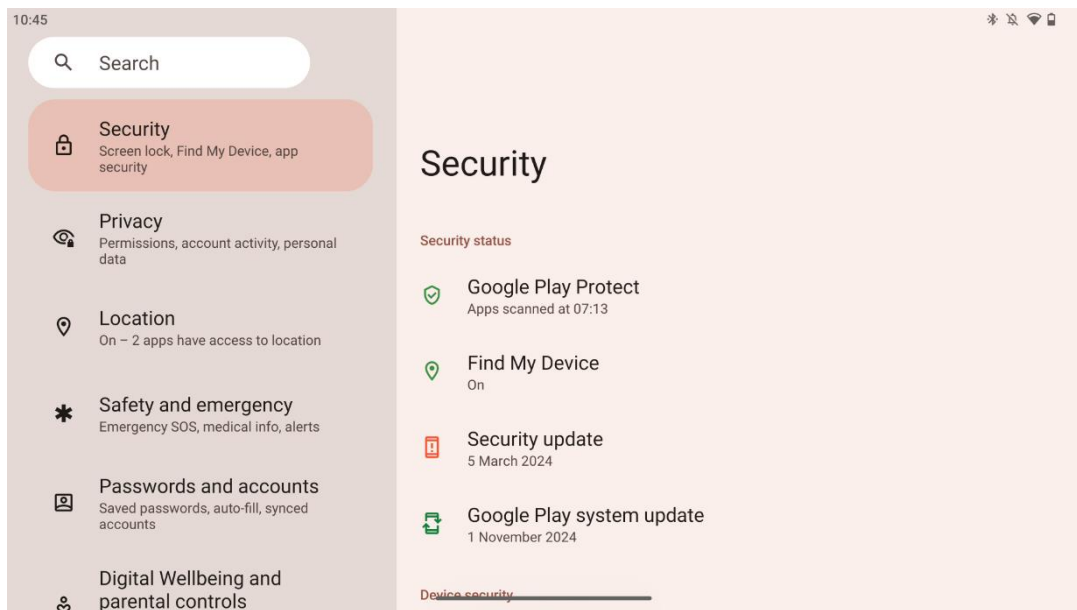 10:45
Search
Security
Screen lock, Find My Device, app
security
Privacy
Permissions, account activity, personal
data
Location
On – 2 apps have access to location
Safety and emergency
Emergency SOS, medical info, alerts
Passwords and accounts
Saved passwords, auto-fill, synced
accounts
Digital Wellbeing and
parental controls
Security
Security status
Google Play Protect
Apps scanned at 07:13
Find My Device
On
Security update
5 March 2024
Google Play system update
1 November 2024
Device security